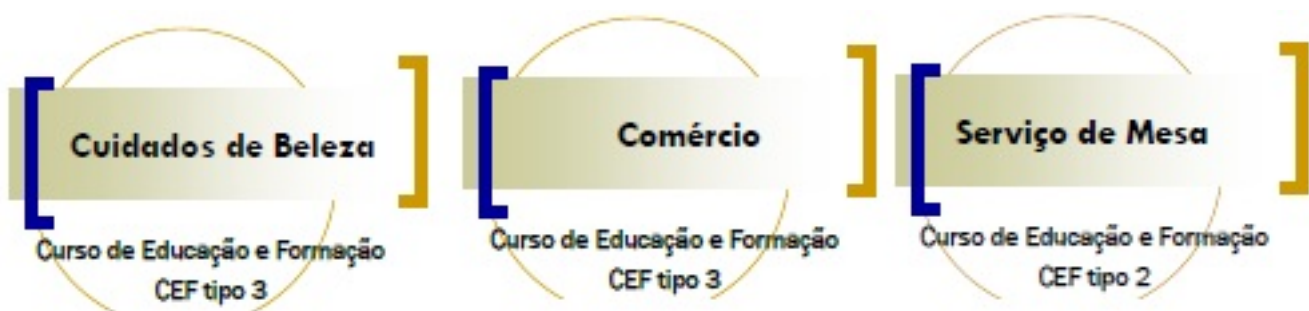 Cuidados de Beleza
Curso de Educação e Formação
CEF tipo 3
Comércio
Curso de Educação e Formação
CEF tipo 3
Serviço de Mesa
Curso de Educação e Formação
CEF tipo 2